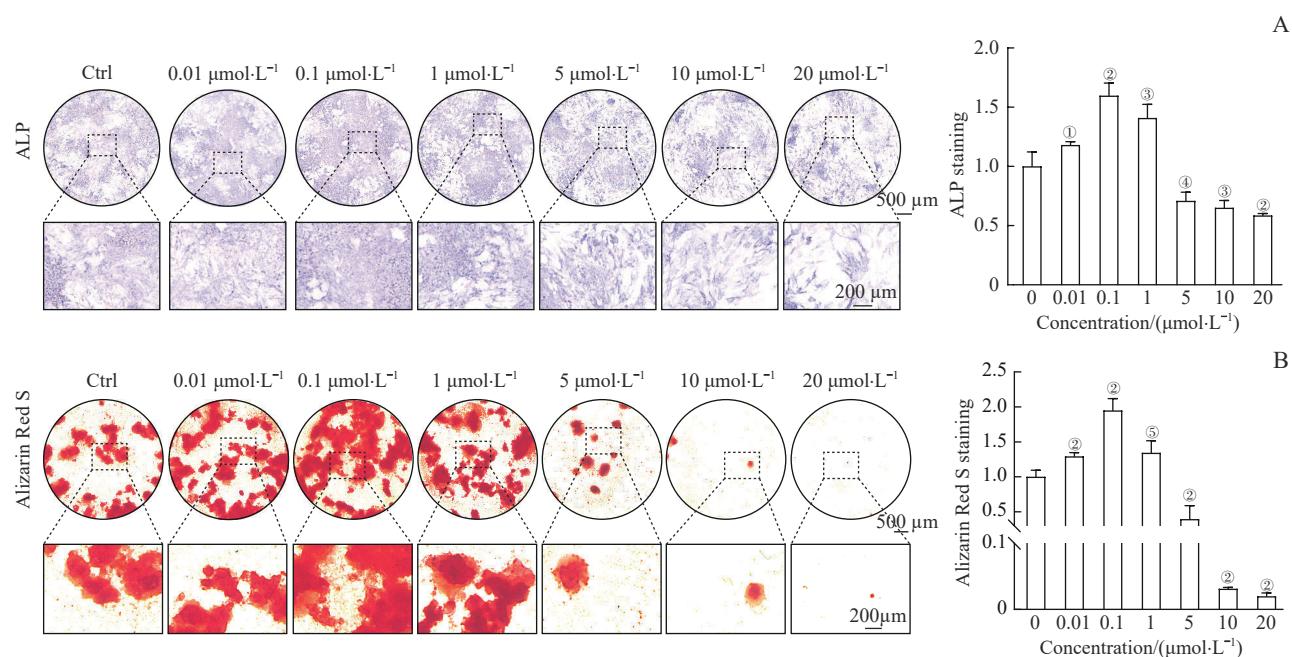 A
Ctrl 0.01 μmol·L⁻¹ 0.1 μmol·L⁻¹ 1 μmol·L⁻¹ 5 μmol·L⁻¹ 10 μmol·L⁻¹ 20 μmol·L⁻¹
ALP
500 μm
200 μm
2.0
1.5
1.0
0.5
0
① ② ③ ④ ③ ②
ALP staining
0 0.01 0.1 1 5 10 20
Concentration/(μmol·L⁻¹)
B
Ctrl 0.01 μmol·L⁻¹ 0.1 μmol·L⁻¹ 1 μmol·L⁻¹ 5 μmol·L⁻¹ 10 μmol·L⁻¹ 20 μmol·L⁻¹
Alizarin Red S
500 μm
200 μm
2.5
2.0
1.5
1.0
0.5
0.1
0
② ② ⑤ ② ② ②
Alizarin Red S staining
0 0.01 0.1 1 5 10 20
Concentration/(μmol·L⁻¹)